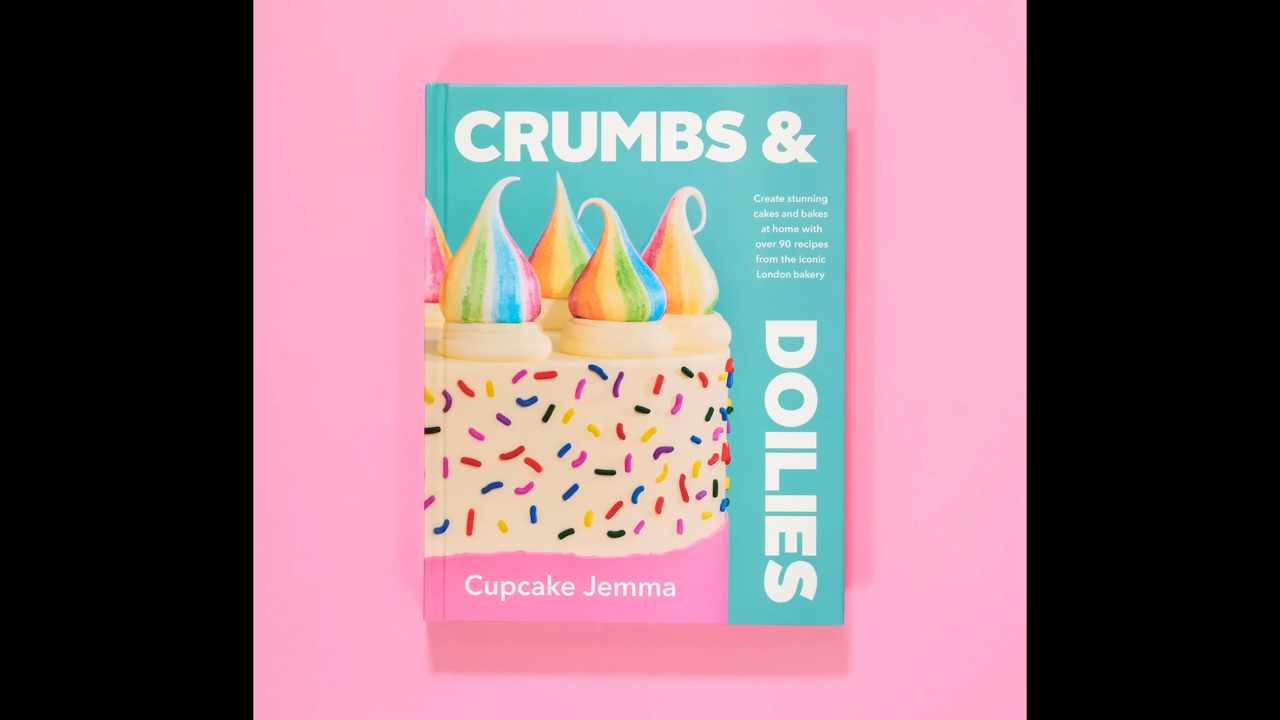 CRUMBS &
Create stunning
cakes and bakes
at home with
over 90 recipes
from the iconic
London bakery
DOILIES
Cupcake Jemma